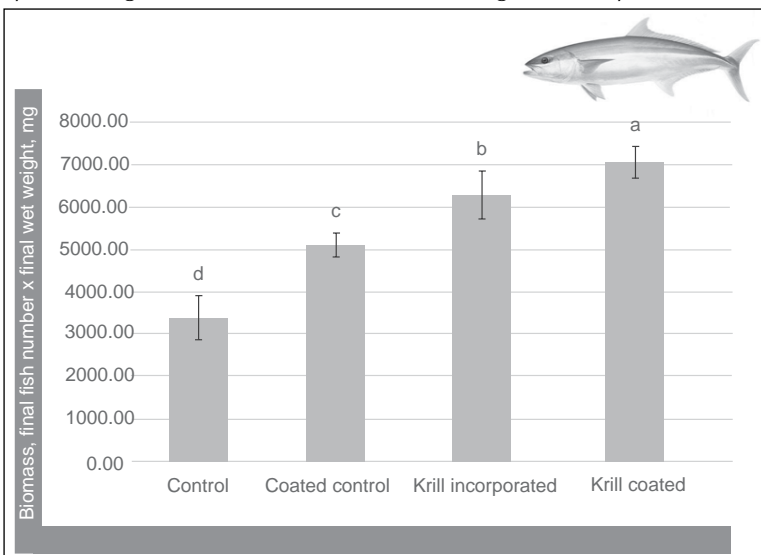 Biomass, final fish number x final wet weight, mg
8000.00
7000.00
6000.00
5000.00
4000.00
3000.00
2000.00
1000.00
0.00
d
c
b
a
Control
Coated control
Krill incorporated
Krill coated